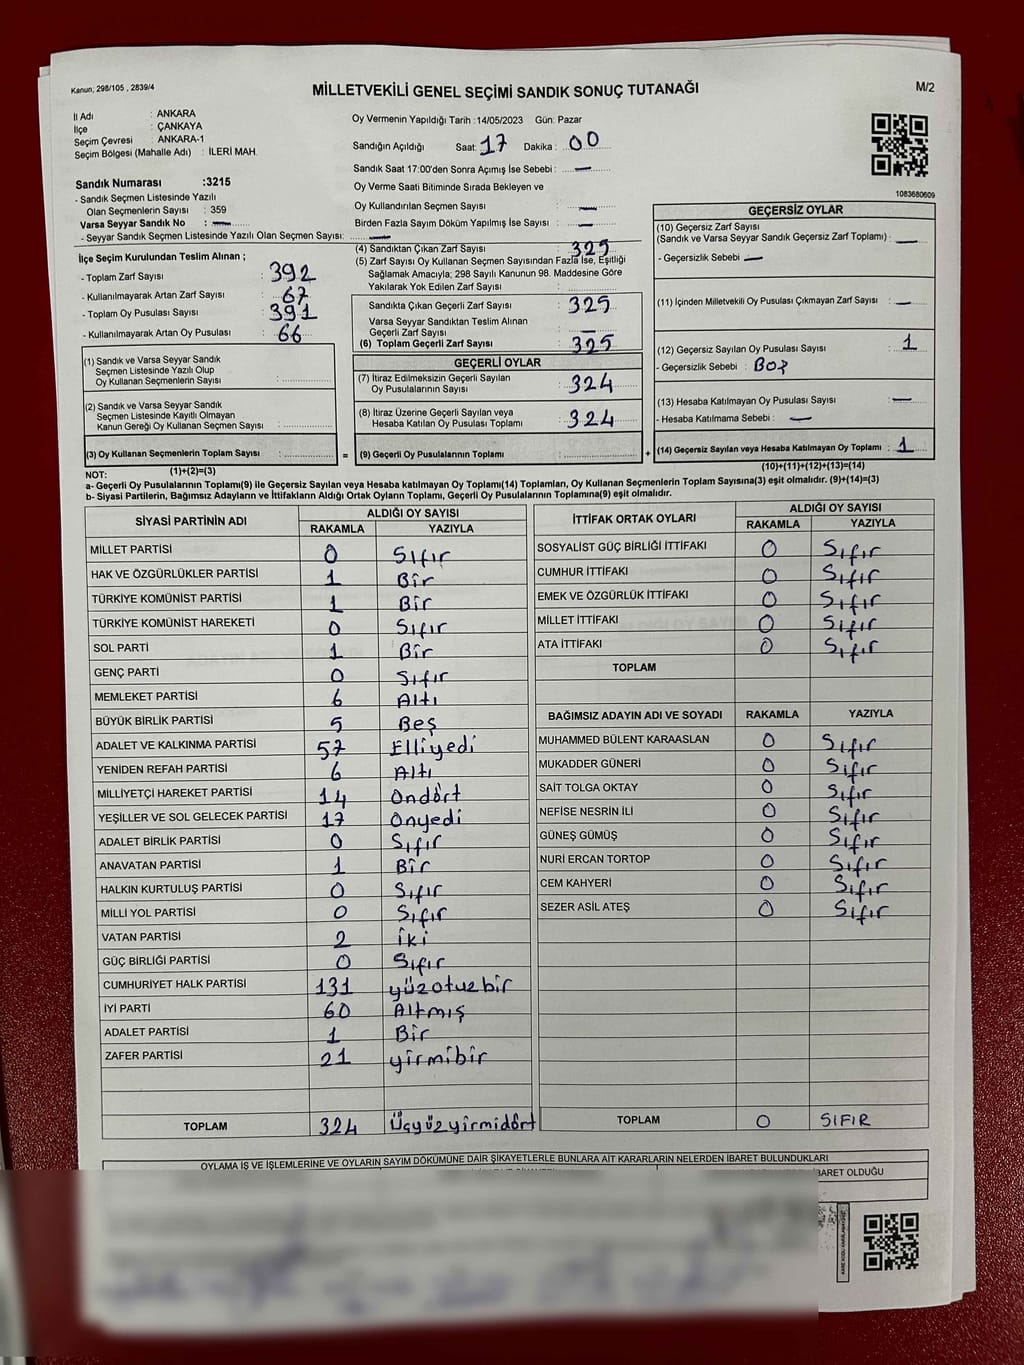 Kanun, 298/105 , 2839/4
MİLLETVEKİLİ GENEL SEÇİMİ SANDIK SONUÇ TUTANAĞI
M/2
İl Adı : ANKARA
İlçe : ÇANKAYA
Seçim Çevresi : ANKARA-1
Seçim Bölgesi (Mahalle Adı) : İLERİ MAH.
Oy Vermenin Yapıldığı Tarih :14/05/2023 Gün: Pazar
Sandığın Açıldığı Saat: 17 Dakika : 00
Sandık Saat 17:00'den Sonra Açımış İse Sebebi : —
Oy Verme Saati Bitiminde Sırada Bekleyen ve
Oy Kullandırılan Seçmen Sayısı : —
Birden Fazla Sayım Döküm Yapılmış İse Sayısı : —
1083680609
Sandık Numarası :3215
- Sandık Seçmen Listesinde Yazılı
Olan Seçmenlerin Sayısı : 359
Varsa Seyyar Sandık No : —
- Seyyar Sandık Seçmen Listesinde Yazılı Olan Seçmen Sayısı: —
İlçe Seçim Kurulundan Teslim Alınan ;
- Toplam Zarf Sayısı : 392
- Kullanılmayarak Artan Zarf Sayısı : 67
- Toplam Oy Pusulası Sayısı : 391
- Kullanılmayarak Artan Oy Pusulası : 66
(1) Sandık ve Varsa Seyyar Sandık
Seçmen Listesinde Yazılı Olup
Oy Kullanan Seçmenlerin Sayısı :
(2) Sandık ve Varsa Seyyar Sandık
Seçmen Listesinde Kayıtlı Olmayan
Kanun Gereği Oy Kullanan Seçmen Sayısı :
(3) Oy Kullanan Seçmenlerin Toplam Sayısı :
(1)+(2)=(3)
(4) Sandıktan Çıkan Zarf Sayısı : 325
(5) Zarf Sayısı Oy Kullanan Seçmen Sayısından Fazla İse, Eşitliği
Sağlamak Amacıyla; 298 Sayılı Kanunun 98. Maddesine Göre
Yakılarak Yok Edilen Zarf Sayısı :
Sandıkta Çıkan Geçerli Zarf Sayısı : 325
Varsa Seyyar Sandıktan Teslim Alınan
Geçerli Zarf Sayısı : —
(6) Toplam Geçerli Zarf Sayısı : 325
GEÇERLİ OYLAR
(7) İtiraz Edilmeksizin Geçerli Sayılan
Oy Pusulalarının Sayısı : 324
(8) İtiraz Üzerine Geçerli Sayılan veya
Hesaba Katılan Oy Pusulası Toplamı : 324
= (9) Geçerli Oy Pusulalarının Toplamı :
GEÇERSİZ OYLAR
(10) Geçersiz Zarf Sayısı
(Sandık ve Varsa Seyyar Sandık Geçersiz Zarf Toplamı) : —
- Geçersizlik Sebebi : —
(11) İçinden Milletvekili Oy Pusulası Çıkmayan Zarf Sayısı : —
(12) Geçersiz Sayılan Oy Pusulası Sayısı : 1
- Geçersizlik Sebebi :
(13) Hesaba Katılmayan Oy Pusulası Sayısı : —
- Hesaba Katılmama Sebebi : —
+ (14) Geçersiz Sayılan veya Hesaba Katılmayan Oy Toplamı : 1
(10)+(11)+(12)+(13)=(14)
NOT:
a- Geçerli Oy Pusulalarının Toplamı(9) ile Geçersiz Sayılan veya Hesaba katılmayan Oy Toplamı(14) Toplamları, Oy Kullanan Seçmenlerin Toplam Sayısına(3) eşit olmalıdır. (9)+(14)=(3)
b- Siyasi Partilerin, Bağımsız Adayların ve İttifakların Aldığı Ortak Oyların Toplamı, Geçerli Oy Pusulalarının Toplamına(9) eşit olmalıdır.
SİYASİ PARTİNİN ADI ALDIĞI OY SAYISI
RAKAMLA YAZIYLA
MİLLET PARTİSİ 0 Sıfır
HAK VE ÖZGÜRLÜKLER PARTİSİ 1 Bir
TÜRKİYE KOMÜNİST PARTİSİ 1 Bir
TÜRKİYE KOMÜNİST HAREKETİ 0 Sıfır
SOL PARTİ 1 Bir
GENÇ PARTİ 0 Sıfır
MEMLEKET PARTİSİ 6 Altı
BÜYÜK BİRLİK PARTİSİ 5 Beş
ADALET VE KALKINMA PARTİSİ 57 Elliyedi
YENİDEN REFAH PARTİSİ 6 Altı
MİLLİYETÇİ HAREKET PARTİSİ 14 Ondört
YEŞİLLER VE SOL GELECEK PARTİSİ 17 Onyedi
ADALET BİRLİK PARTİSİ 0 Sıfır
ANAVATAN PARTİSİ 1 Bir
HALKIN KURTULUŞ PARTİSİ 0 Sıfır
MİLLİ YOL PARTİSİ 0 Sıfır
VATAN PARTİSİ 2 İki
GÜÇ BİRLİĞİ PARTİSİ 0 Sıfır
CUMHURİYET HALK PARTİSİ 131 yüzotuzbir
İYİ PARTİ 60 Altmış
ADALET PARTİSİ 1 Bir
ZAFER PARTİSİ 21 yirmibir
TOPLAM 324 Üçyüzyirmidört
İTTİFAK ORTAK OYLARI ALDIĞI OY SAYISI
RAKAMLA YAZIYLA
SOSYALİST GÜÇ BİRLİĞİ İTTİFAKI 0 Sıfır
CUMHUR İTTİFAKI 0 Sıfır
EMEK VE ÖZGÜRLÜK İTTİFAKI 0 Sıfır
MİLLET İTTİFAKI 0 Sıfır
ATA İTTİFAKI 0 Sıfır
TOPLAM
BAĞIMSIZ ADAYIN ADI VE SOYADI RAKAMLA YAZIYLA
MUHAMMED BÜLENT KARAASLAN 0 Sıfır
MUKADDER GÜNERİ 0 Sıfır
SAİT TOLGA OKTAY 0 Sıfır
NEFİSE NESRİN İLİ 0 Sıfır
GÜNEŞ GÜMÜŞ 0 Sıfır
NURİ ERCAN TORTOP 0 Sıfır
CEM KAHYERİ 0 Sıfır
SEZER ASİL ATEŞ 0 Sıfır
TOPLAM 0 SIFIR
OYLAMA İŞ VE İŞLEMLERİNE VE OYLARIN SAYIM DÖKÜMÜNE DAİR ŞİKAYETLERLE BUNLARA AİT KARARLARIN NELERDEN İBARET BULUNDUKLARI
İBARET OLDUĞU